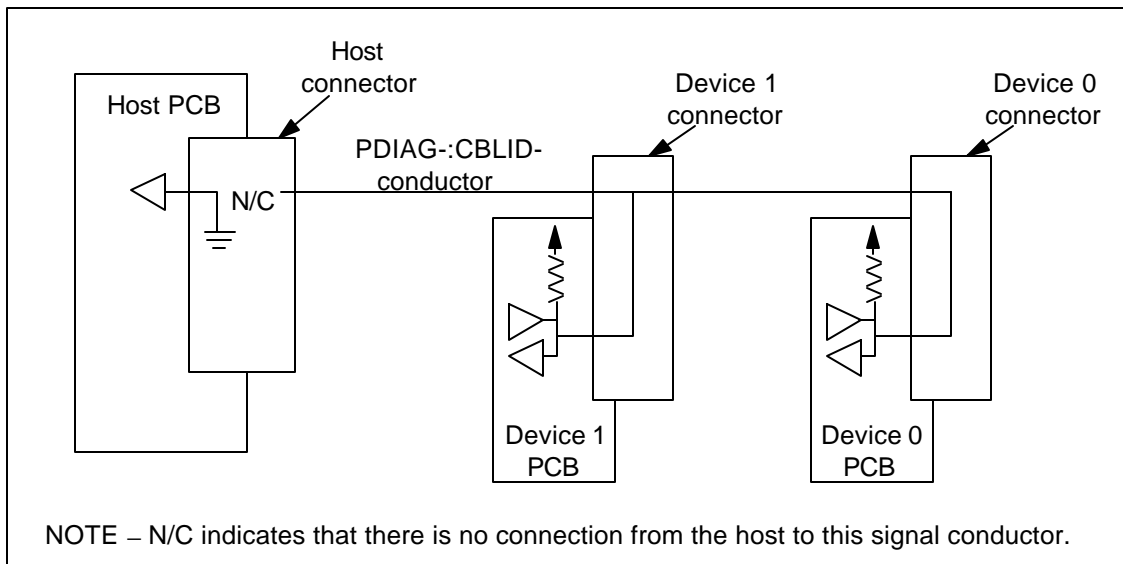 Host
connector
Host PCB
Device 1
connector
Device 0
connector
PDIAG-:CBLID-
conductor
N/C
Device 1
PCB
Device 0
PCB
NOTE – N/C indicates that there is no connection from the host to this signal conductor.